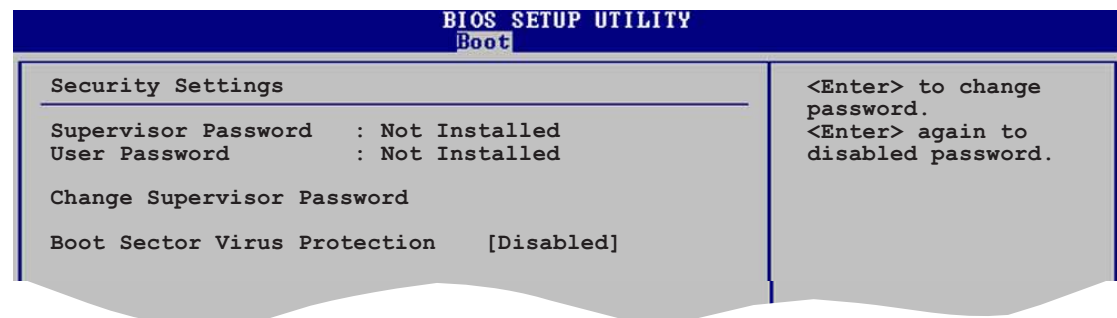 BIOS SETUP UTILITY
Boot
Security Settings
Supervisor Password : Not Installed
User Password : Not Installed
Change Supervisor Password
Boot Sector Virus Protection [Disabled]
<Enter> to change
password.
<Enter> again to
disabled password.